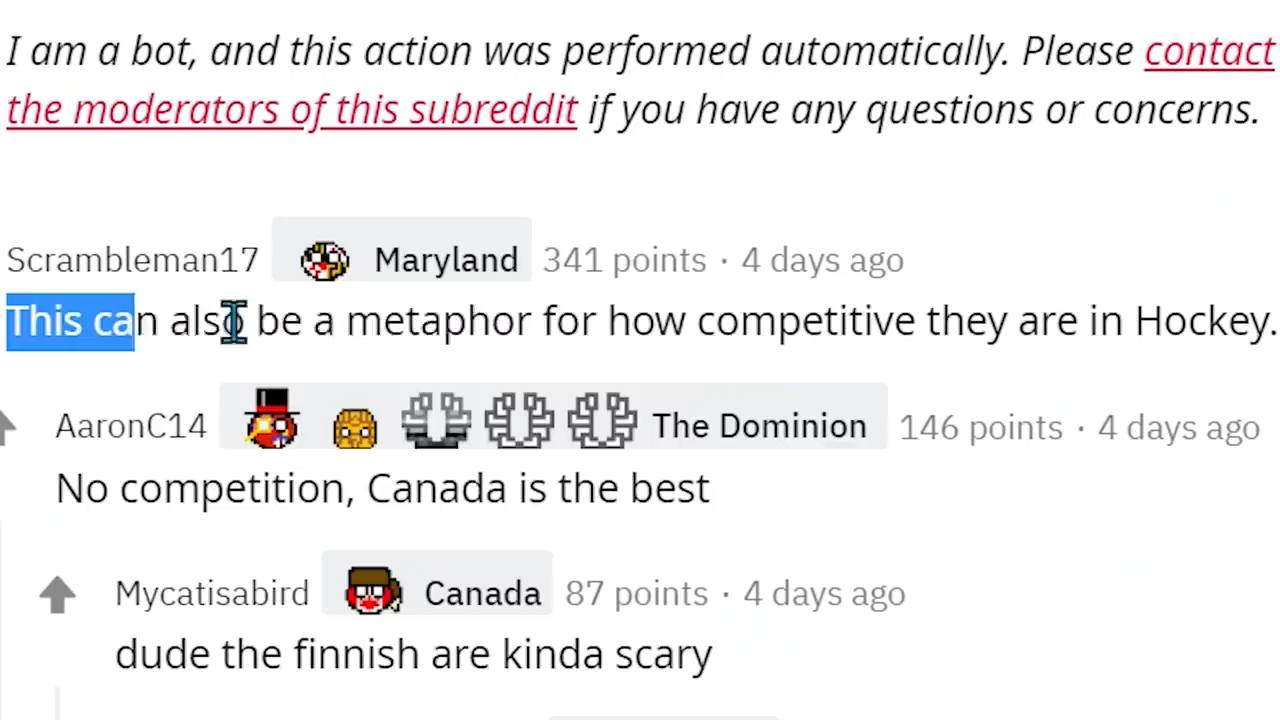 I am a bot, and this action was performed automatically. Please contact
the moderators of this subreddit if you have any questions or concerns.
Scrambleman17 Maryland 341 points · 4 days ago
This can also be a metaphor for how competitive they are in Hockey.
AaronC14 The Dominion 146 points · 4 days ago
No competition, Canada is the best
Mycatisabird Canada 87 points · 4 days ago
dude the finnish are kinda scary